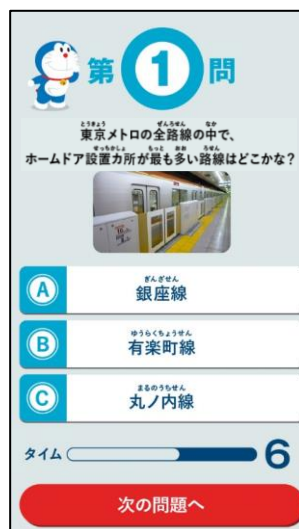 第1問
東京メトロの全路線の中で、
ホームドア設置カ所が最も多い路線はどこかな?
A 銀座線
B 有楽町線
C 丸ノ内線
タイム 6
次の問題へ